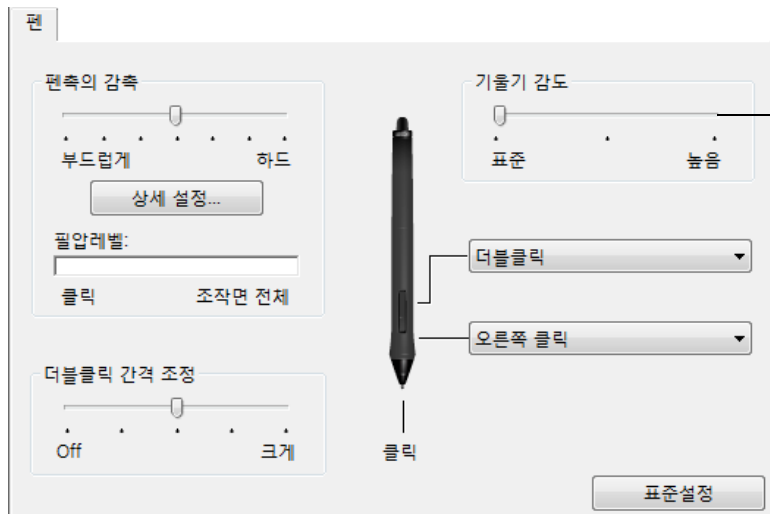 펜
펜촉의 감촉
부드럽게 하드
상세 설정...
필압레벨:
클릭 조작면 전체
더블클릭 간격 조정
Off 크게
기울기 감도
표준 높음
더블클릭
오른쪽 클릭
클릭
표준설정